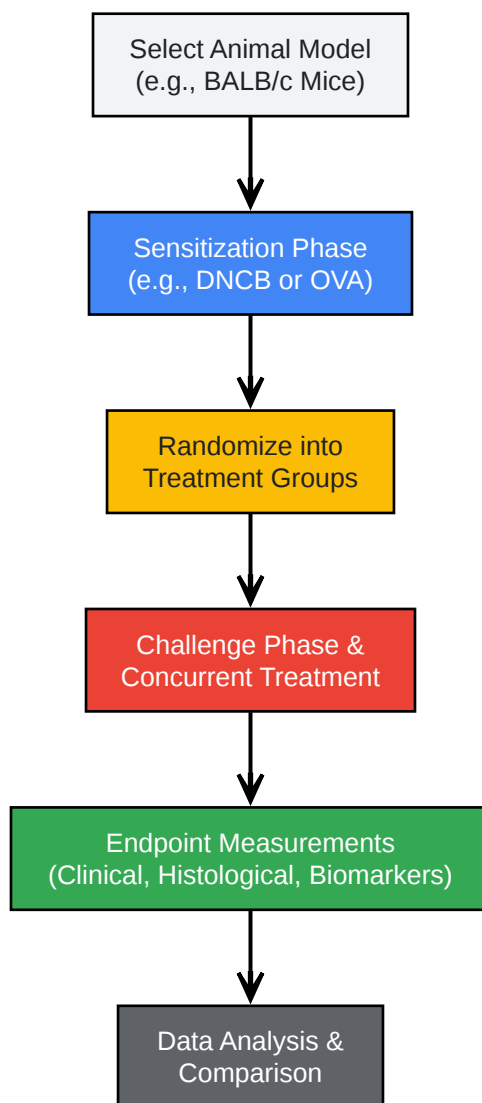 Select Animal Model
(e.g., BALB/c Mice)
Sensitization Phase
(e.g., DNCB or OVA)
Randomize into
Treatment Groups
Challenge Phase &
Concurrent Treatment
Endpoint Measurements
(Clinical, Histological, Biomarkers)
Data Analysis &
Comparison